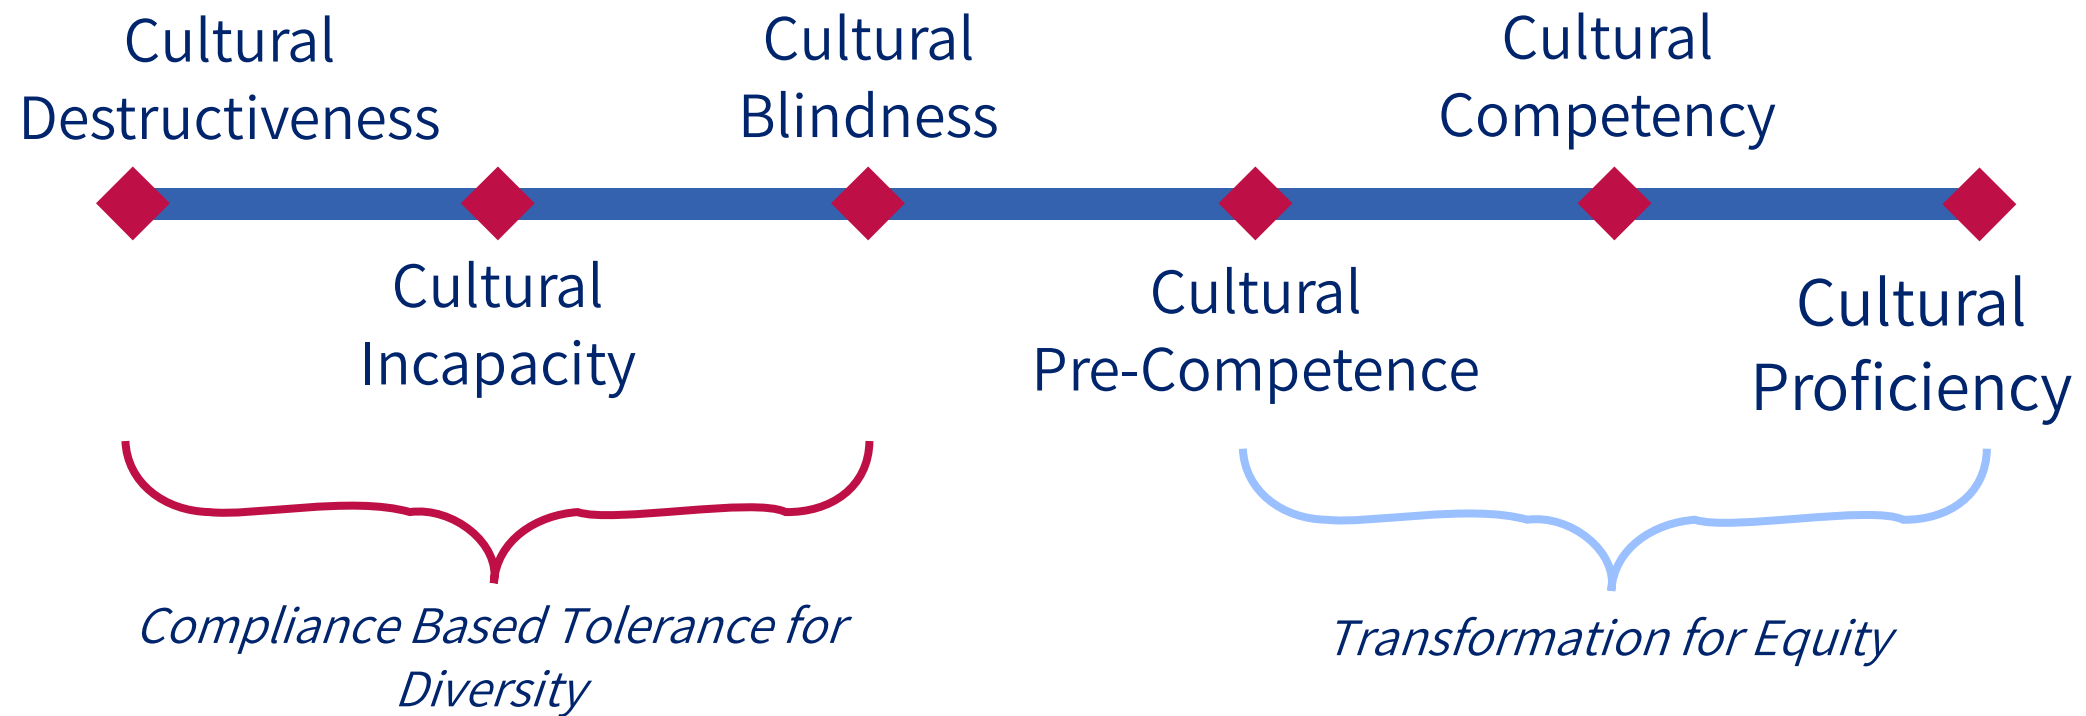 Cultural
Destructiveness
Cultural
Blindness
Cultural
Competency
Cultural
Incapacity
Cultural
Pre-Competence
Cultural
Proficiency
Compliance Based Tolerance for
Diversity
Transformation for Equity